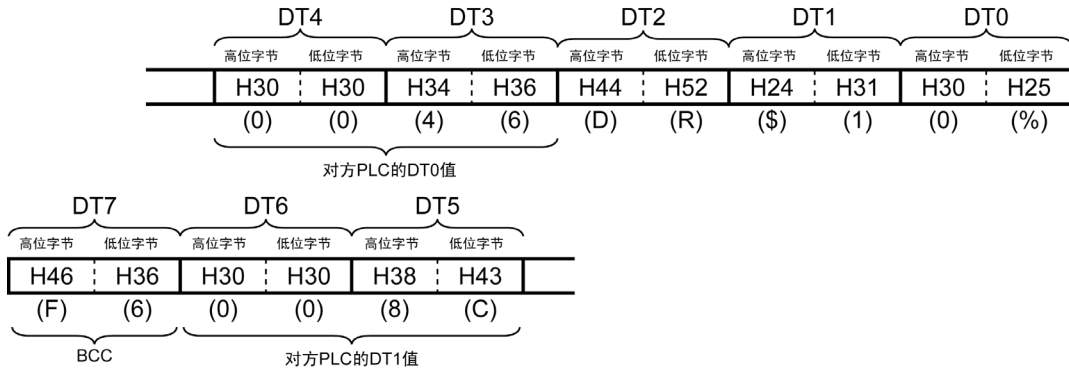 DT4 DT3 DT2 DT1 DT0
高位字节 低位字节 高位字节 低位字节 高位字节 低位字节 高位字节 低位字节 高位字节 低位字节
H30 H30 H34 H36 H44 H52 H24 H31 H30 H25
(0) (0) (4) (6) (D) (R) ($) (1) (0) (%)
对方PLC的DT0值
DT7 DT6 DT5
高位字节 低位字节 高位字节 低位字节 高位字节 低位字节
H46 H36 H30 H30 H38 H43
(F) (6) (0) (0) (8) (C)
BCC 对方PLC的DT1值